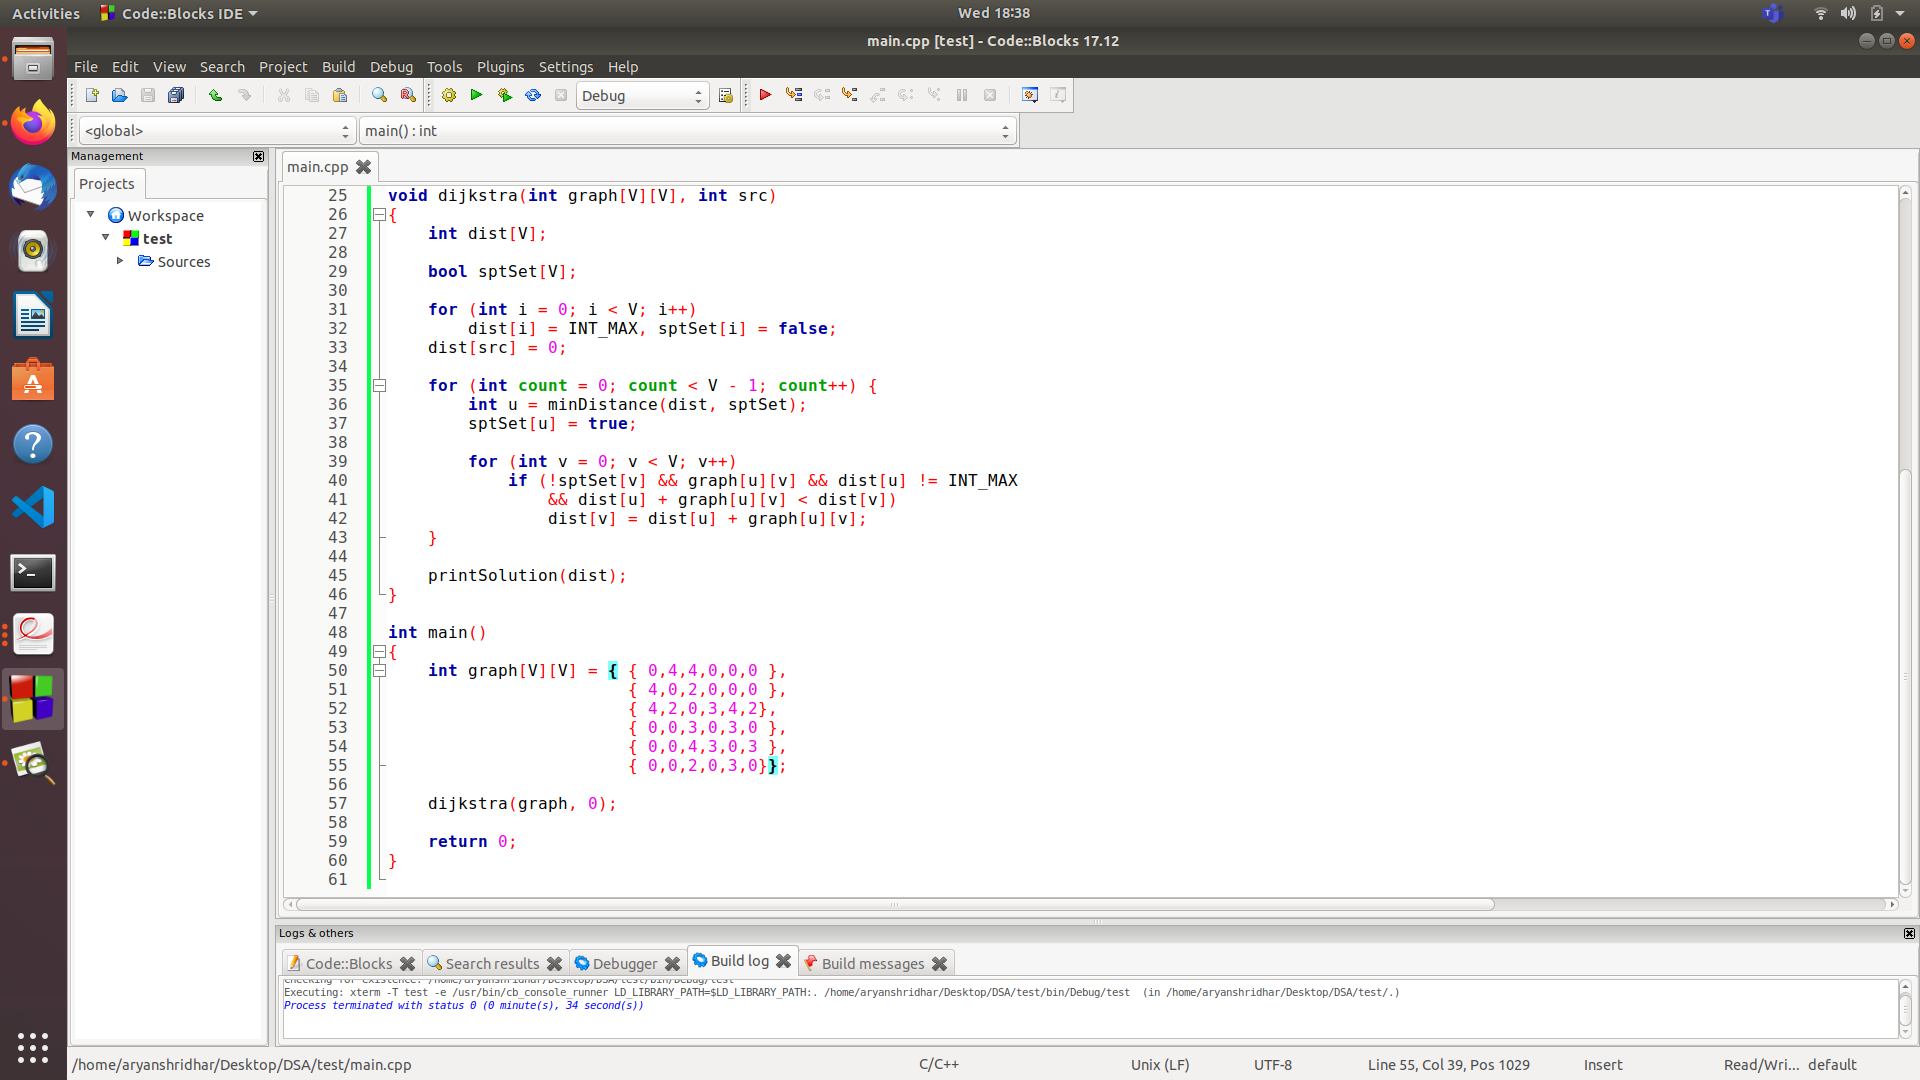 Activities Code::Blocks IDE Wed 18:38
main.cpp [test] - Code::Blocks 17.12
File Edit View Search Project Build Debug Tools Plugins Settings Help
Debug
<global> main() : int
Management
main.cpp
Projects
Workspace
test
Sources
25 void dijkstra(int graph[V][V], int src)
26 {
27     int dist[V];
28
29     bool sptSet[V];
30
31     for (int i = 0; i < V; i++)
32         dist[i] = INT_MAX, sptSet[i] = false;
33     dist[src] = 0;
34
35     for (int count = 0; count < V - 1; count++) {
36         int u = minDistance(dist, sptSet);
37         sptSet[u] = true;
38
39         for (int v = 0; v < V; v++)
40             if (!sptSet[v] && graph[u][v] && dist[u] != INT_MAX
41                 && dist[u] + graph[u][v] < dist[v])
42                 dist[v] = dist[u] + graph[u][v];
43     }
44
45     printSolution(dist);
46 }
47
48 int main()
49 {
50     int graph[V][V] = { { 0,4,4,0,0,0 },
51                         { 4,0,2,0,0,0 },
52                         { 4,2,0,3,4,2},
53                         { 0,0,3,0,3,0 },
54                         { 0,0,4,3,0,3 },
55                         { 0,0,2,0,3,0}};
56
57     dijkstra(graph, 0);
58
59     return 0;
60 }
61
Logs & others
Code::Blocks Search results Debugger Build log Build messages
Checking for existence: /home/aryanshridhar/Desktop/DSA/test/bin/Debug/test
Executing: xterm -T test -e /usr/bin/cb_console_runner LD_LIBRARY_PATH=$LD_LIBRARY_PATH:. /home/aryanshridhar/Desktop/DSA/test/bin/Debug/test  (in /home/aryanshridhar/Desktop/DSA/test/.)
Process terminated with status 0 (0 minute(s), 34 second(s))
/home/aryanshridhar/Desktop/DSA/test/main.cpp C/C++ Unix (LF) UTF-8 Line 55, Col 39, Pos 1029 Insert Read/Wri... default